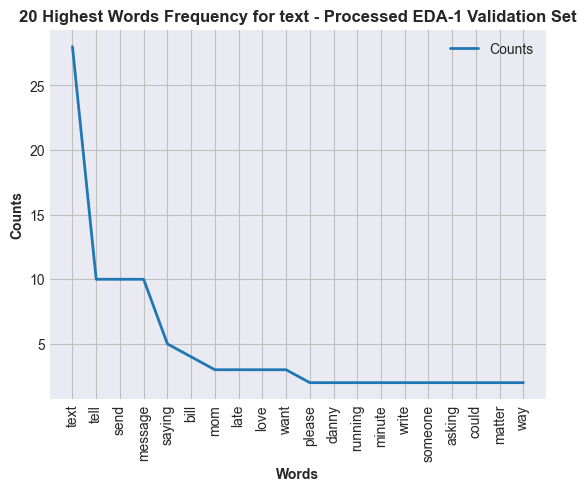 20 Highest Words Frequency for text - Processed EDA-1 Validation Set
Counts
25
20
15
10
5
Counts
text
tell
send
message
saying
bill
mom
late
love
want
please
danny
running
minute
write
someone
asking
could
matter
way
Words